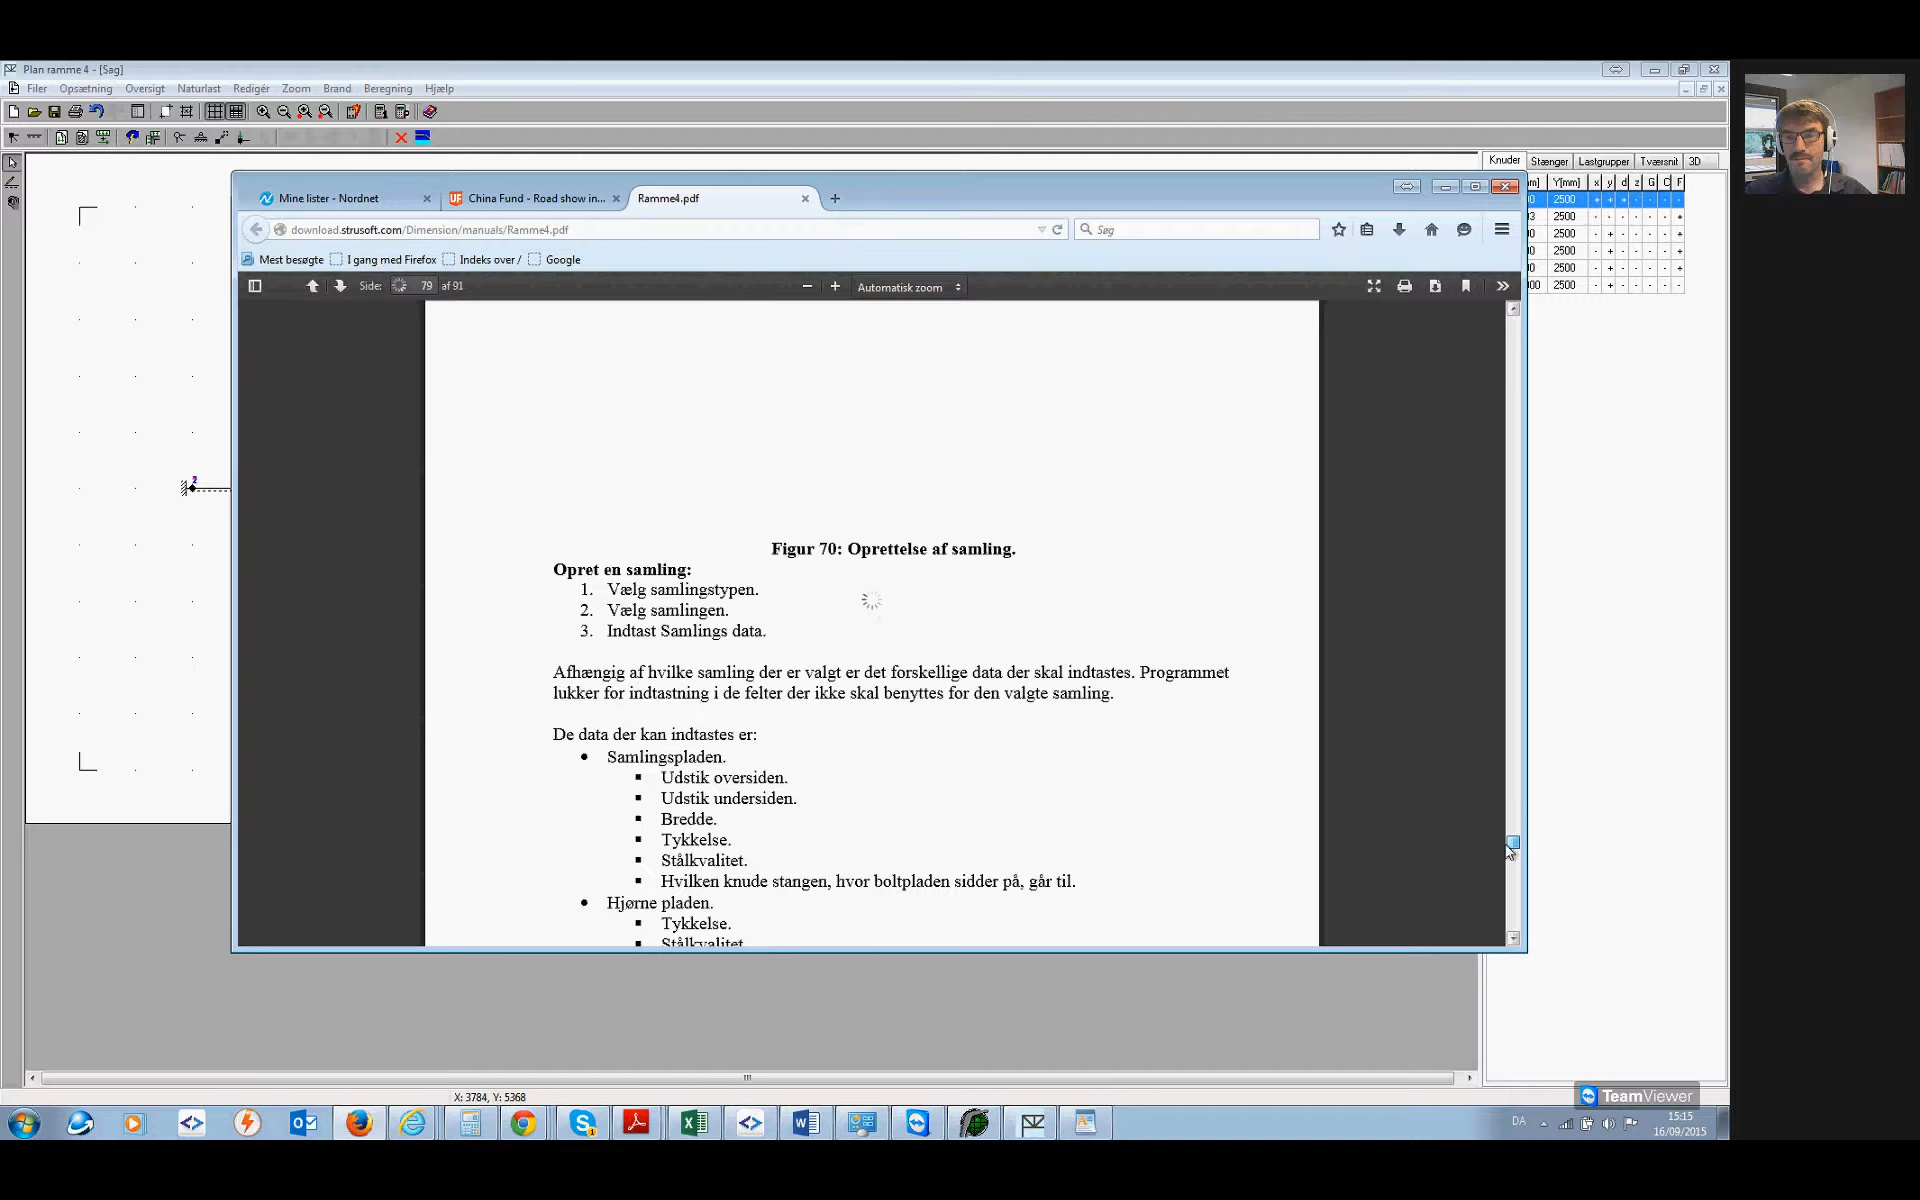 Plan ramme 4 - [Sag]
Filer Opsætning Oversigt Naturlast Redigér Zoom Brand Beregning Hjælp
Knuder Stænger Lastgrupper Tværsnit 3D
Y[mm] x y d z G C F
2500
2500
2500
2500
2500
2500
2
Mine lister - Nordnet China Fund - Road show in... Ramme4.pdf
download.strusoft.com/Dimension/manuals/Ramme4.pdf Søg
Mest besøgte I gang med Firefox Indeks over / Google
Side: 79 af 91 Automatisk zoom
Figur 70: Oprettelse af samling.
Opret en samling:
1. Vælg samlingstypen.
2. Vælg samlingen.
3. Indtast Samlings data.
Afhængig af hvilke samling der er valgt er det forskellige data der skal indtastes. Programmet
lukker for indtastning i de felter der ikke skal benyttes for den valgte samling.
De data der kan indtastes er:
• Samlingspladen.
▪ Udstik oversiden.
▪ Udstik undersiden.
▪ Bredde.
▪ Tykkelse.
▪ Stålkvalitet.
▪ Hvilken knude stangen, hvor boltpladen sidder på, går til.
• Hjørne pladen.
▪ Tykkelse.
▪ Stålkvalitet
X: 3784, Y: 5368
TeamViewer
DA 15:15
16/09/2015